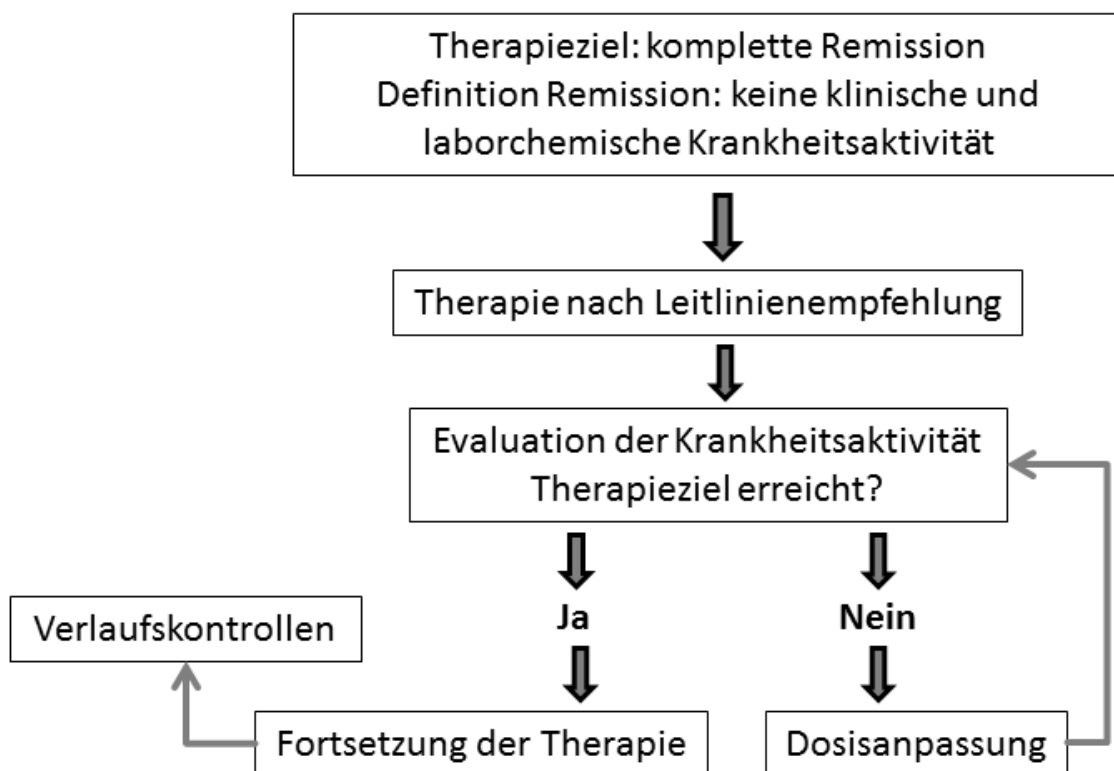 Therapieziel: komplette Remission
Definition Remission: keine klinische und
laborchemische Krankheitsaktivität
Therapie nach Leitlinienempfehlung
Evaluation der Krankheitsaktivität
Therapieziel erreicht?
Ja
Nein
Verlaufskontrollen
Fortsetzung der Therapie
Dosisanpassung